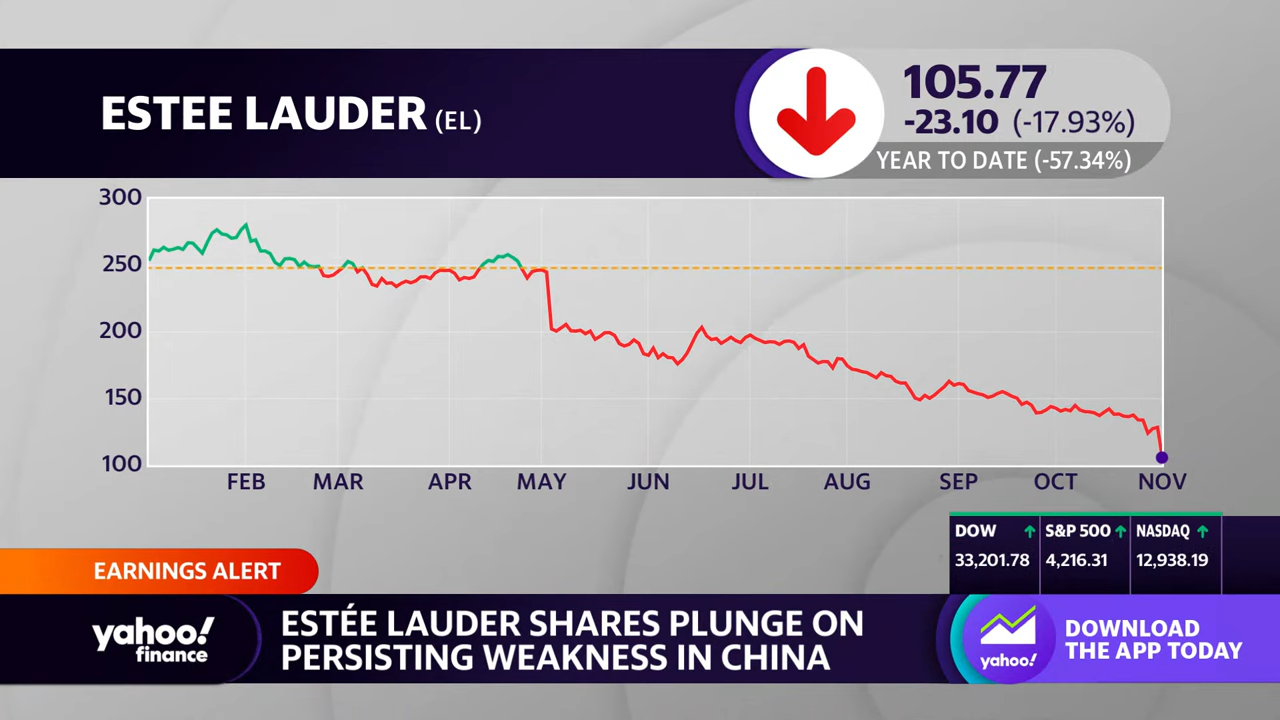 ESTEE LAUDER (EL)
105.77
-23.10 (-17.93%)
YEAR TO DATE (-57.34%)
300
250
200
150
100
FEB MAR APR MAY JUN JUL AUG SEP OCT NOV
DOW S&P 500 NASDAQ
33,201.78 4,216.31 12,938.19
EARNINGS ALERT
yahoo!
finance
ESTÉE LAUDER SHARES PLUNGE ON
PERSISTING WEAKNESS IN CHINA
yahoo!
DOWNLOAD
THE APP TODAY